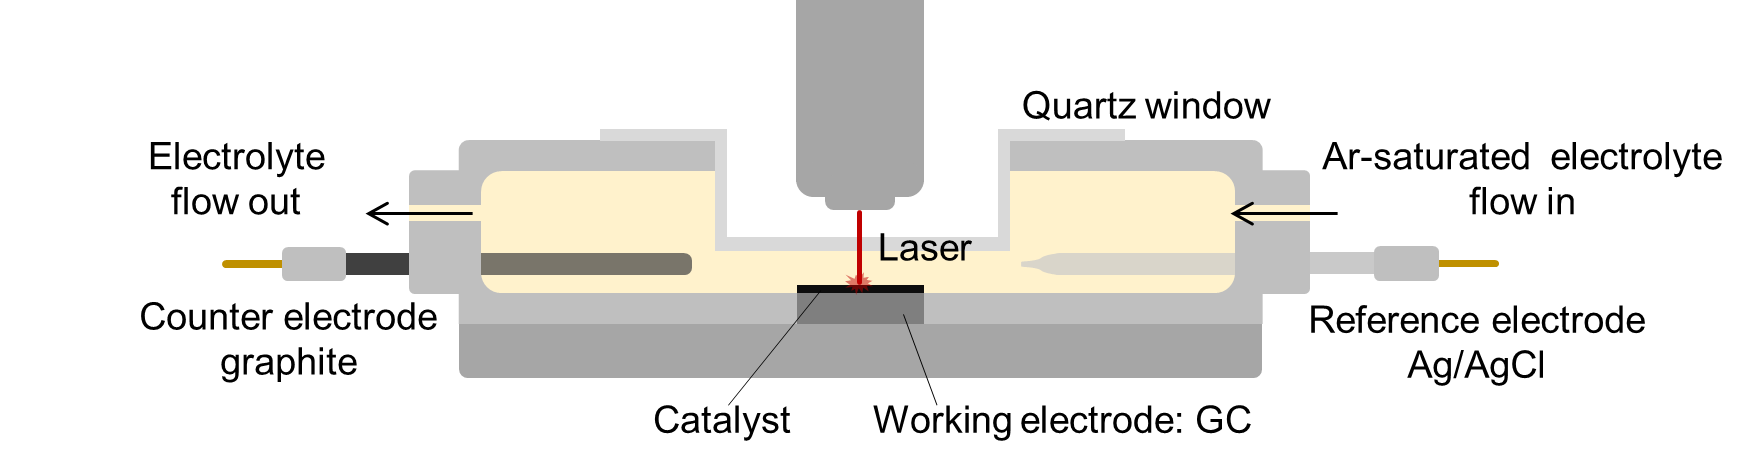 Quartz window
Electrolyte
flow out
Ar-saturated electrolyte
flow in
Laser
Counter electrode
graphite
Reference electrode
Ag/AgCl
Catalyst
Working electrode: GC